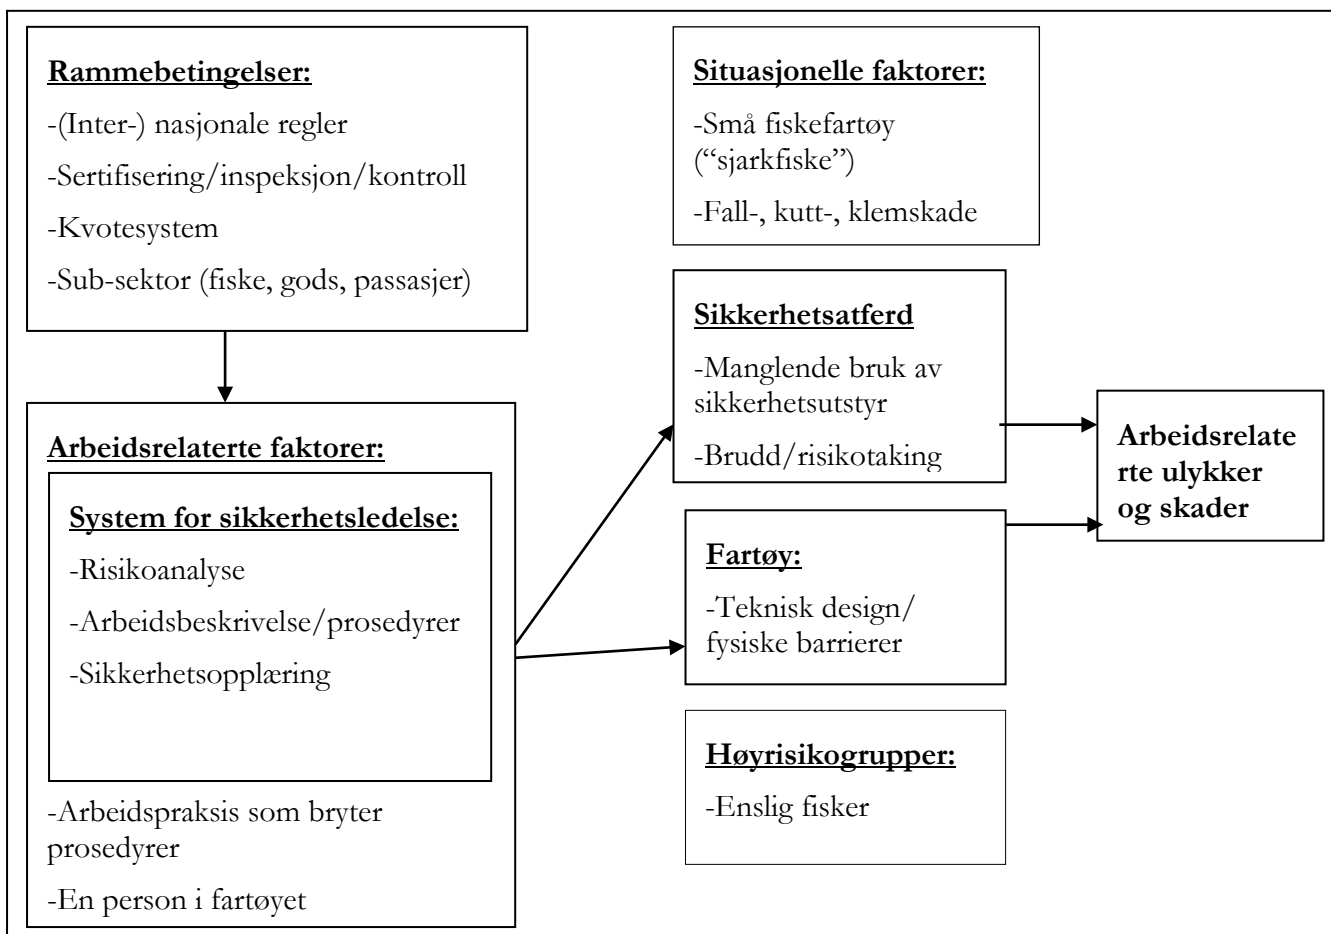 Rammebetingelser:
-(Inter-) nasjonale regler
-Sertifisering/inspeksjon/kontroll
-Kvotesystem
-Sub-sektor (fiske, gods, passasjer)
Arbeidsrelaterte faktorer:
System for sikkerhetsledelse:
-Risikoanalyse
-Arbeidsbeskrivelse/prosedyrer
-Sikkerhetsopplæring
-Arbeidspraksis som bryter
prosedyrer
-En person i fartøyet
Situasjonelle faktorer:
-Små fiskefartøy
(“sjarkfiske”)
-Fall-, kutt-, klemskade
Sikkerhetsatferd
-Manglende bruk av
sikkerhetsutstyr
-Brudd/risikotaking
Fartøy:
-Teknisk design/
fysiske barrierer
Høyrisikogrupper:
-Enslig fisker
Arbeidsrelate
rte ulykker
og skader